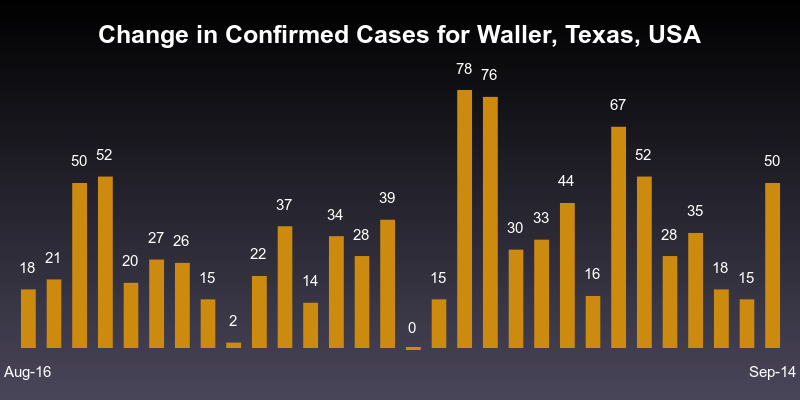 Change in Confirmed Cases for Waller, Texas, USA
18 21 50 52 20 27 26 15 2 22 37 14 34 28 39 0 15 78 76 30 33 44 16 67 52 28 35 18 15 50
Aug-16 Sep-14